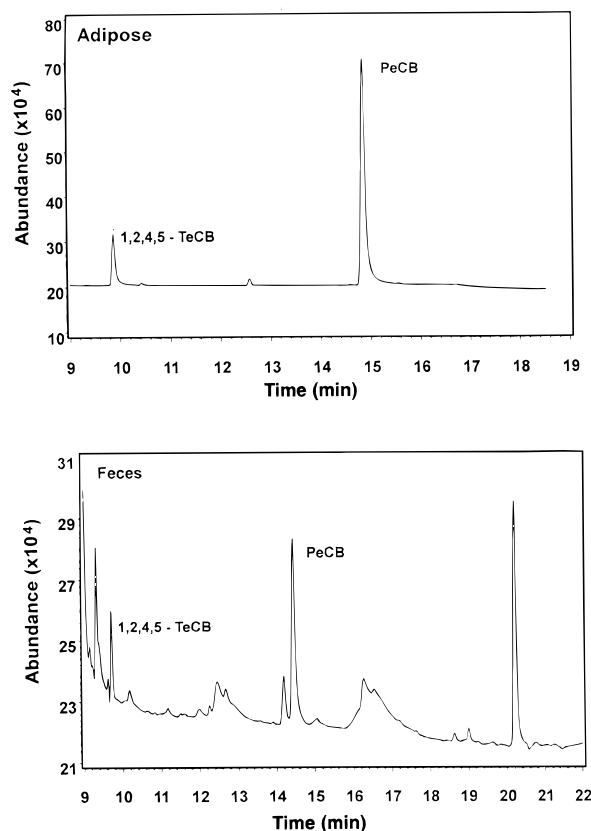 Adipose
Abundance (x10⁴)
80
70
60
50
40
30
20
10
PeCB
1,2,4,5 - TeCB
9 10 11 12 13 14 15 16 17 18 19
Time (min)
Feces
Abundance (x10⁴)
31
29
27
25
23
21
PeCB
1,2,4,5 - TeCB
9 10 11 12 13 14 15 16 17 18 19 20 21 22
Time (min)